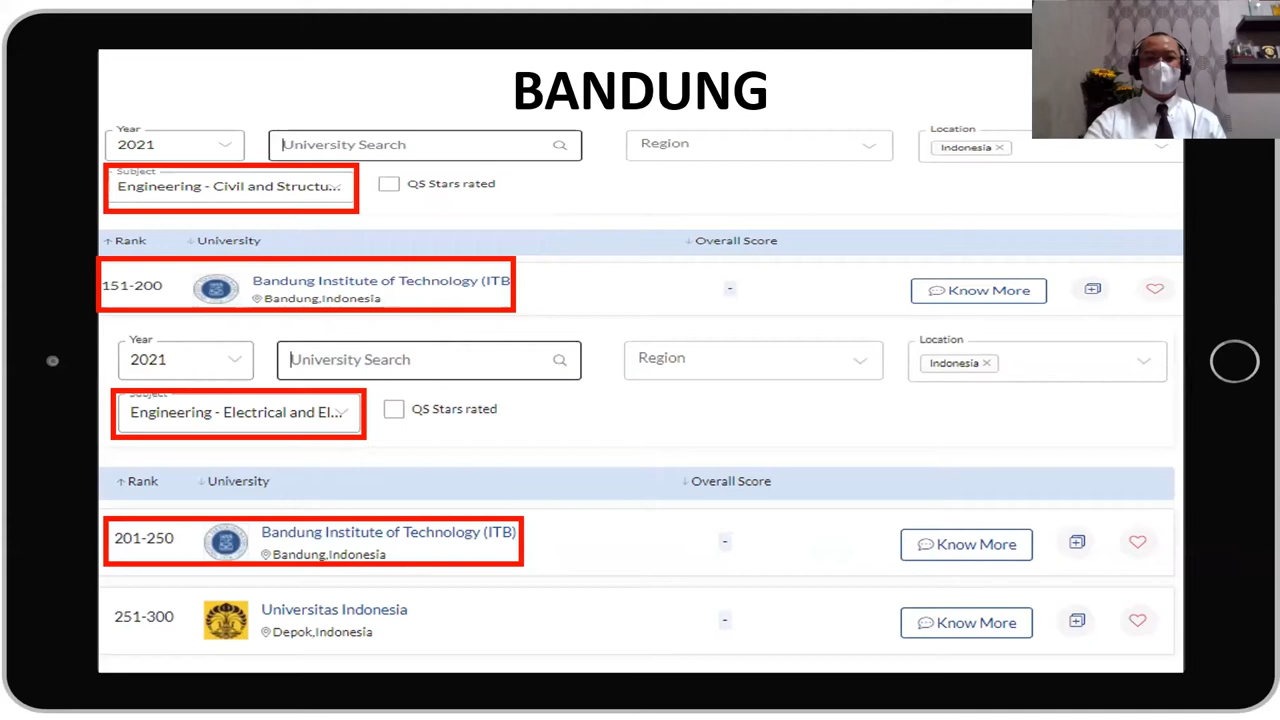 BANDUNG
Year
2021
University Search
Region
Location
Indonesia ×
Subject
Engineering - Civil and Structu...
QS Stars rated
Rank
University
Overall Score
151-200
Bandung Institute of Technology (ITB
Bandung,Indonesia
-
Know More
Year
2021
University Search
Region
Location
Indonesia ×
Subject
Engineering - Electrical and El...
QS Stars rated
Rank
University
Overall Score
201-250
Bandung Institute of Technology (ITB)
Bandung,Indonesia
-
Know More
251-300
Universitas Indonesia
Depok,Indonesia
-
Know More